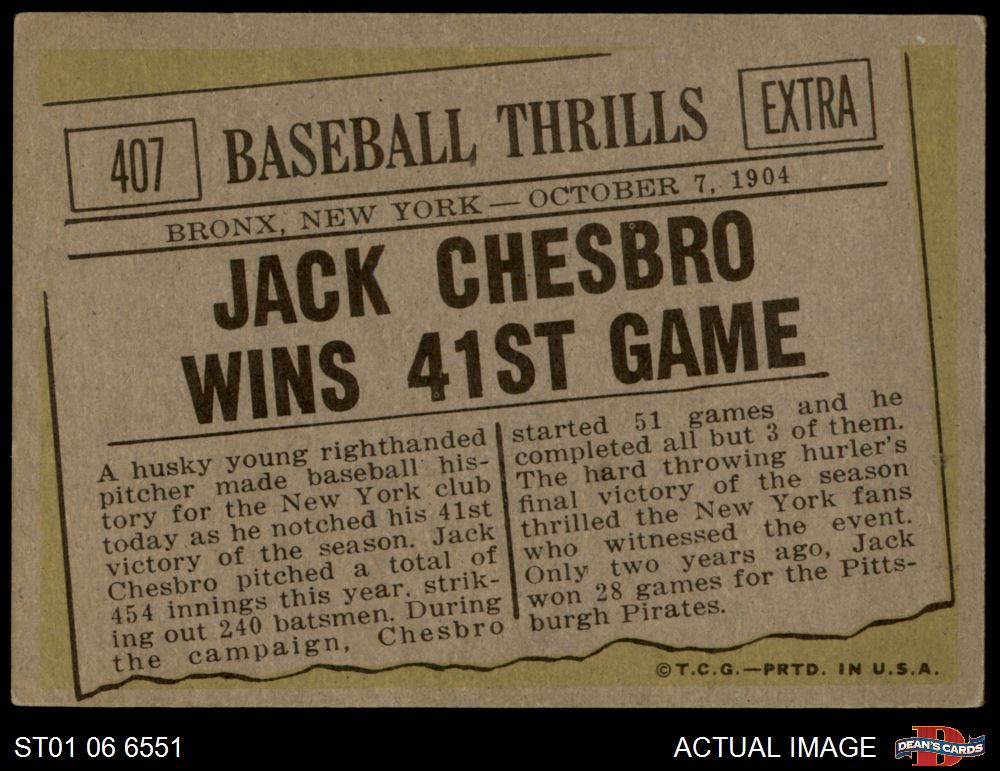 407 BASEBALL THRILLS EXTRA
BRONX, NEW YORK — OCTOBER 7, 1904
JACK CHESBRO
WINS 41ST GAME
A husky young righthanded
pitcher made baseball his-
tory for the New York club
today as he notched his 41st
victory of the season. Jack
Chesbro pitched a total of
454 innings this year, strik-
ing out 240 batsmen. During
the campaign, Chesbro
started 51 games and he
completed all but 3 of them.
The hard throwing hurler's
final victory of the season
thrilled the New York fans
who witnessed the event.
Only two years ago, Jack
won 28 games for the Pitts-
burgh Pirates.
©T.C.G.—PRTD. IN U.S.A.
ST01 06 6551
ACTUAL IMAGE
D
DEAN'S CARDS